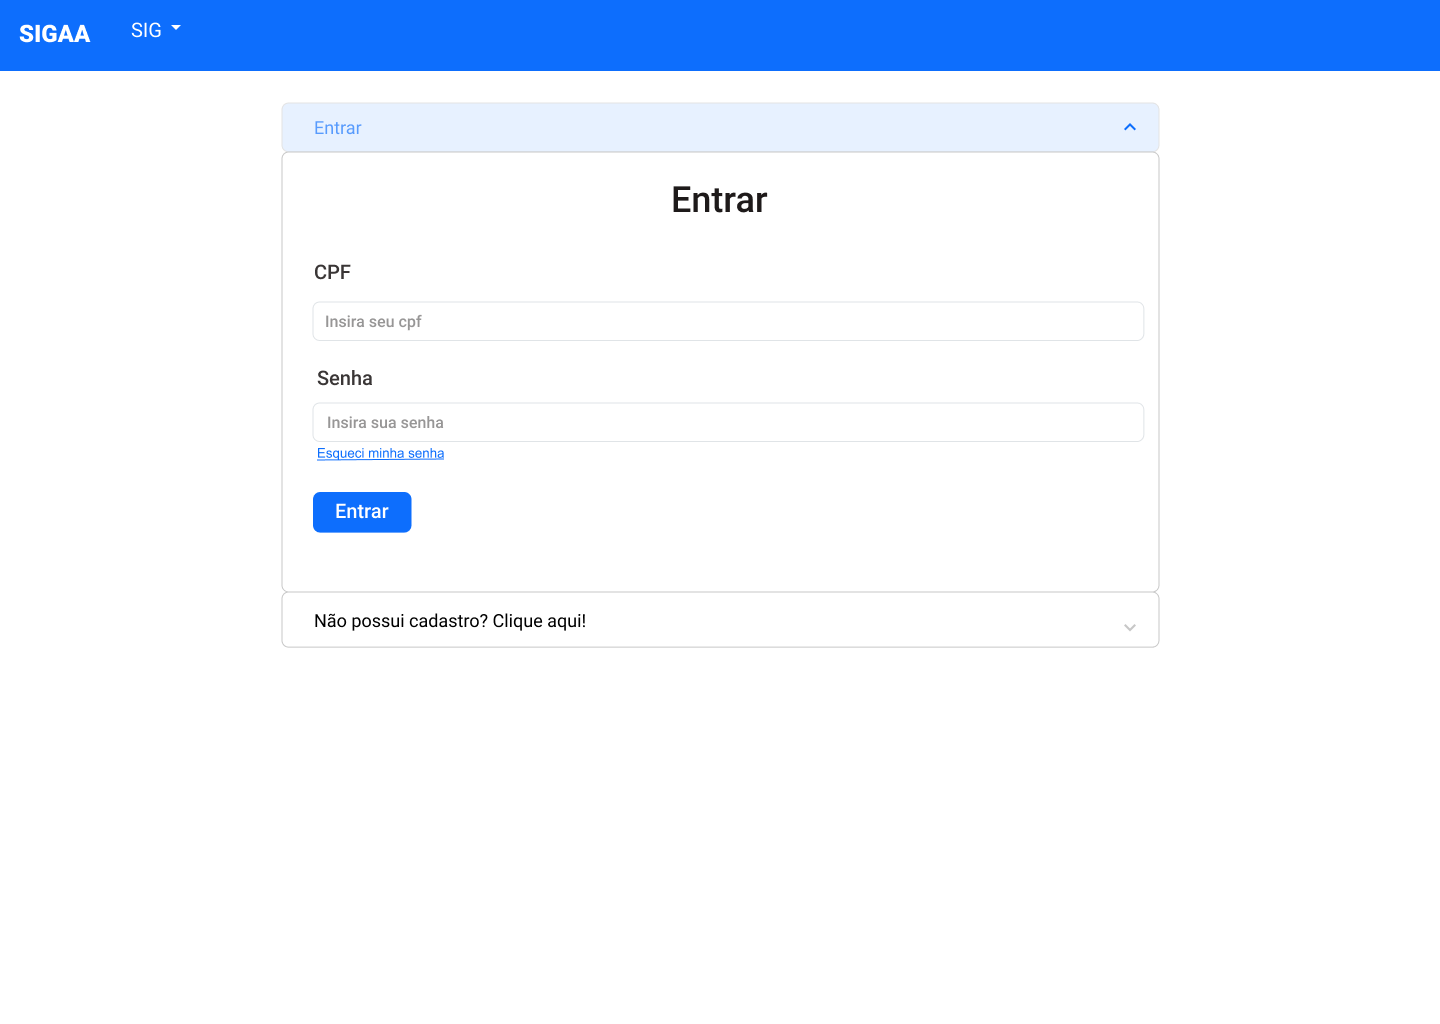 SIGAA SIG
Entrar
Entrar
CPF
Insira seu cpf
Senha
Insira sua senha
Esqueci minha senha
Entrar
Não possui cadastro? Clique aqui!